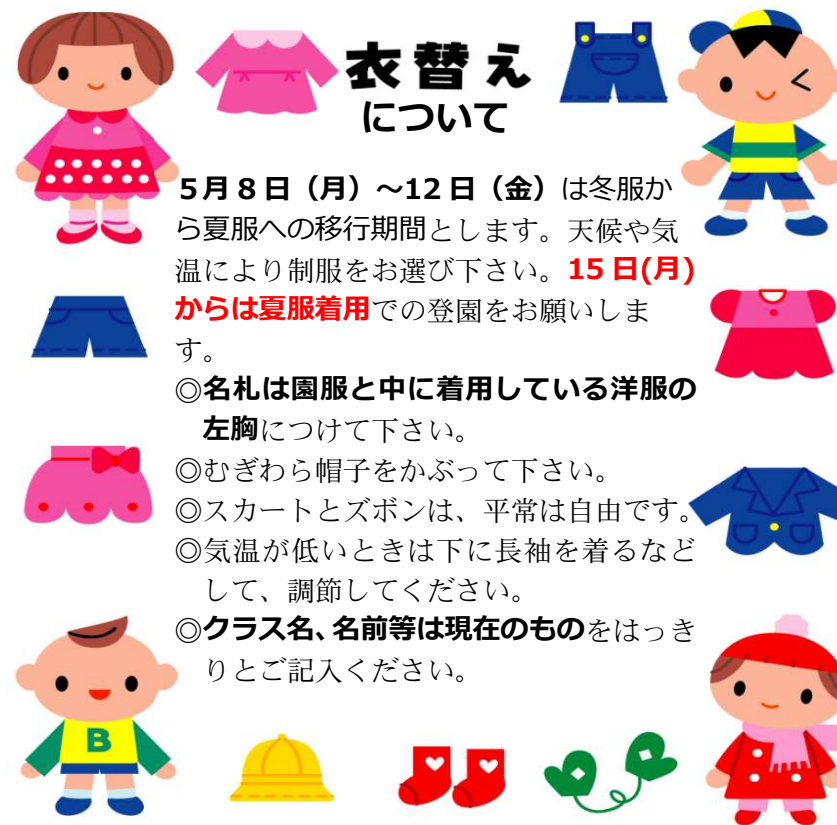 衣替え
について
５月８日（月）～12日（金）は冬服か
ら夏服への移行期間とします。天候や気
温により制服をお選び下さい。15日(月)
からは夏服着用での登園をお願いしま
す。
◎名札は園服と中に着用している洋服の
左胸につけて下さい。
◎むぎわら帽子をかぶって下さい。
◎スカートとズボンは、平常は自由です。
◎気温が低いときは下に長袖を着るなど
して、調節してください。
◎クラス名、名前等は現在のものをはっき
りとご記入ください。
B